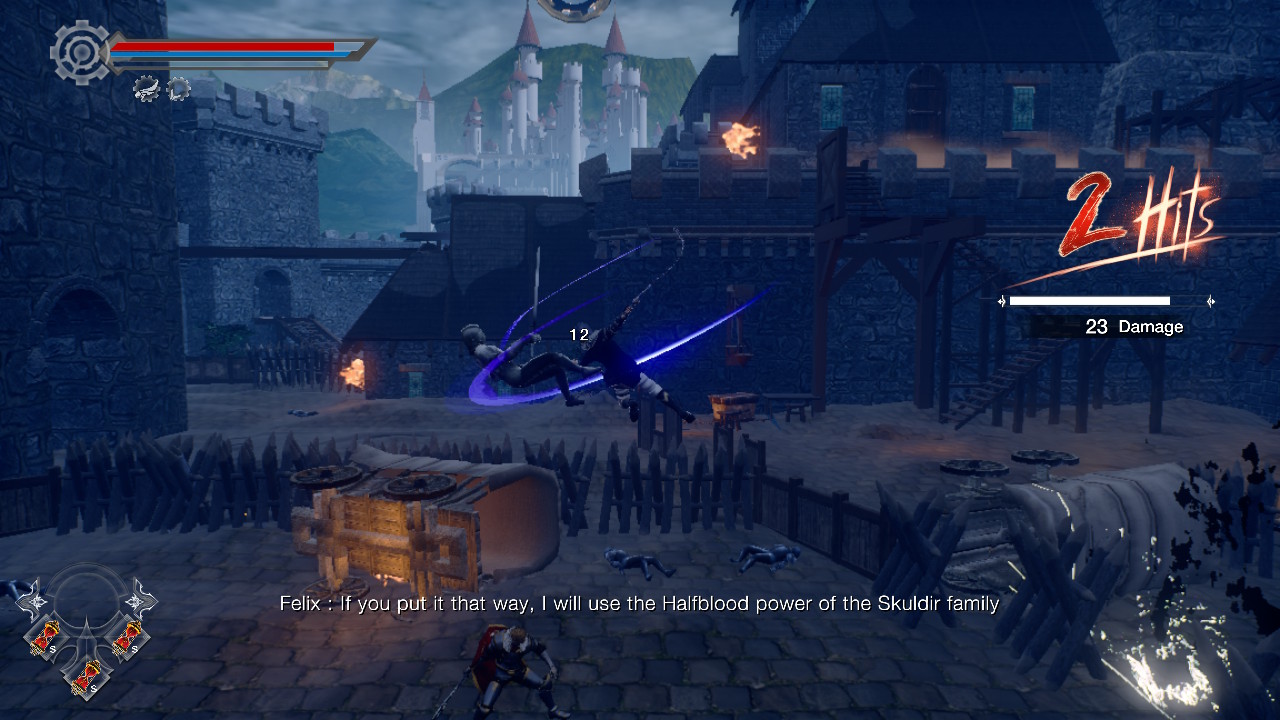 2 Hits
23 Damage
12
Felix : If you put it that way, I will use the Halfblood power of the Skuldir family
S
S
S